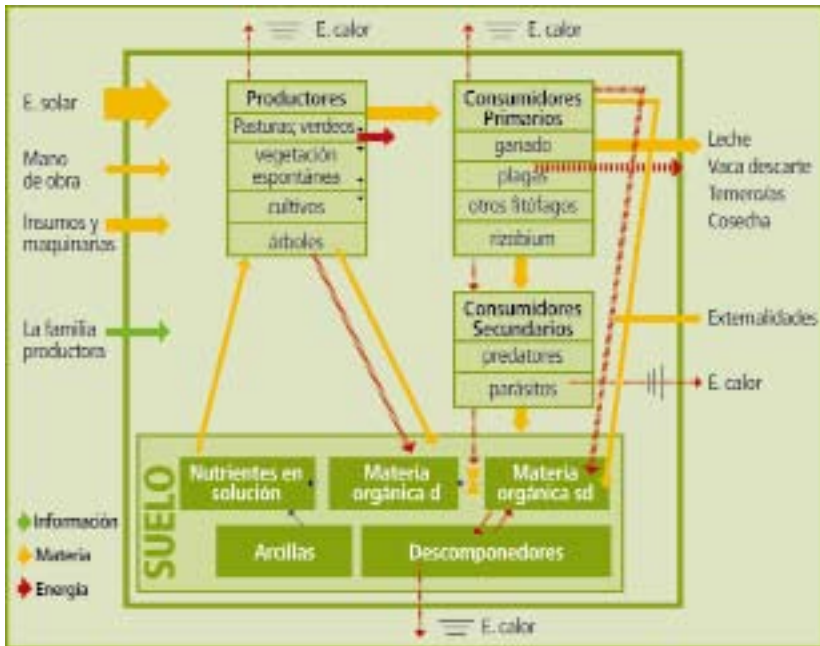 E. calor
E. calor
E. solar
Mano
de obra
Insumos y
maquinarias
La familia
productora
Productores
Pasturas; verdeos
vegetación
espontánea
cultivos
árboles
Consumidores
Primarios
ganado
plagas
otros fitófagos
rizobium
Consumidores
Secundarios
predatores
parásitos
Leche
Vaca descarte
Terneros/as
Cosecha
Externalidades
E. calor
SUELO
Nutrientes en
solución
Materia
orgánica d
Materia
orgánica sd
Arcillas
Descomponedores
Información
Materia
Energía
E. calor